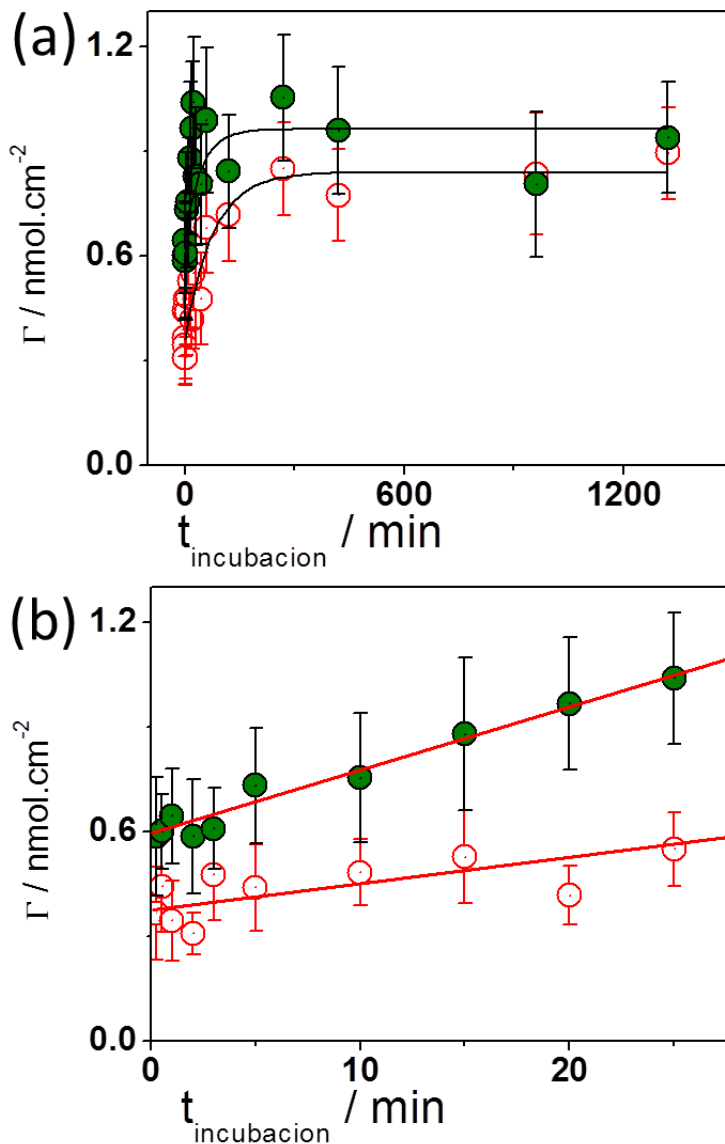 (a)
1.2
0.6
0.0
Γ / nmol.cm-2
0 600 1200
tincubacion / min
(b)
1.2
0.6
0.0
Γ / nmol.cm-2
0 10 20
tincubacion / min